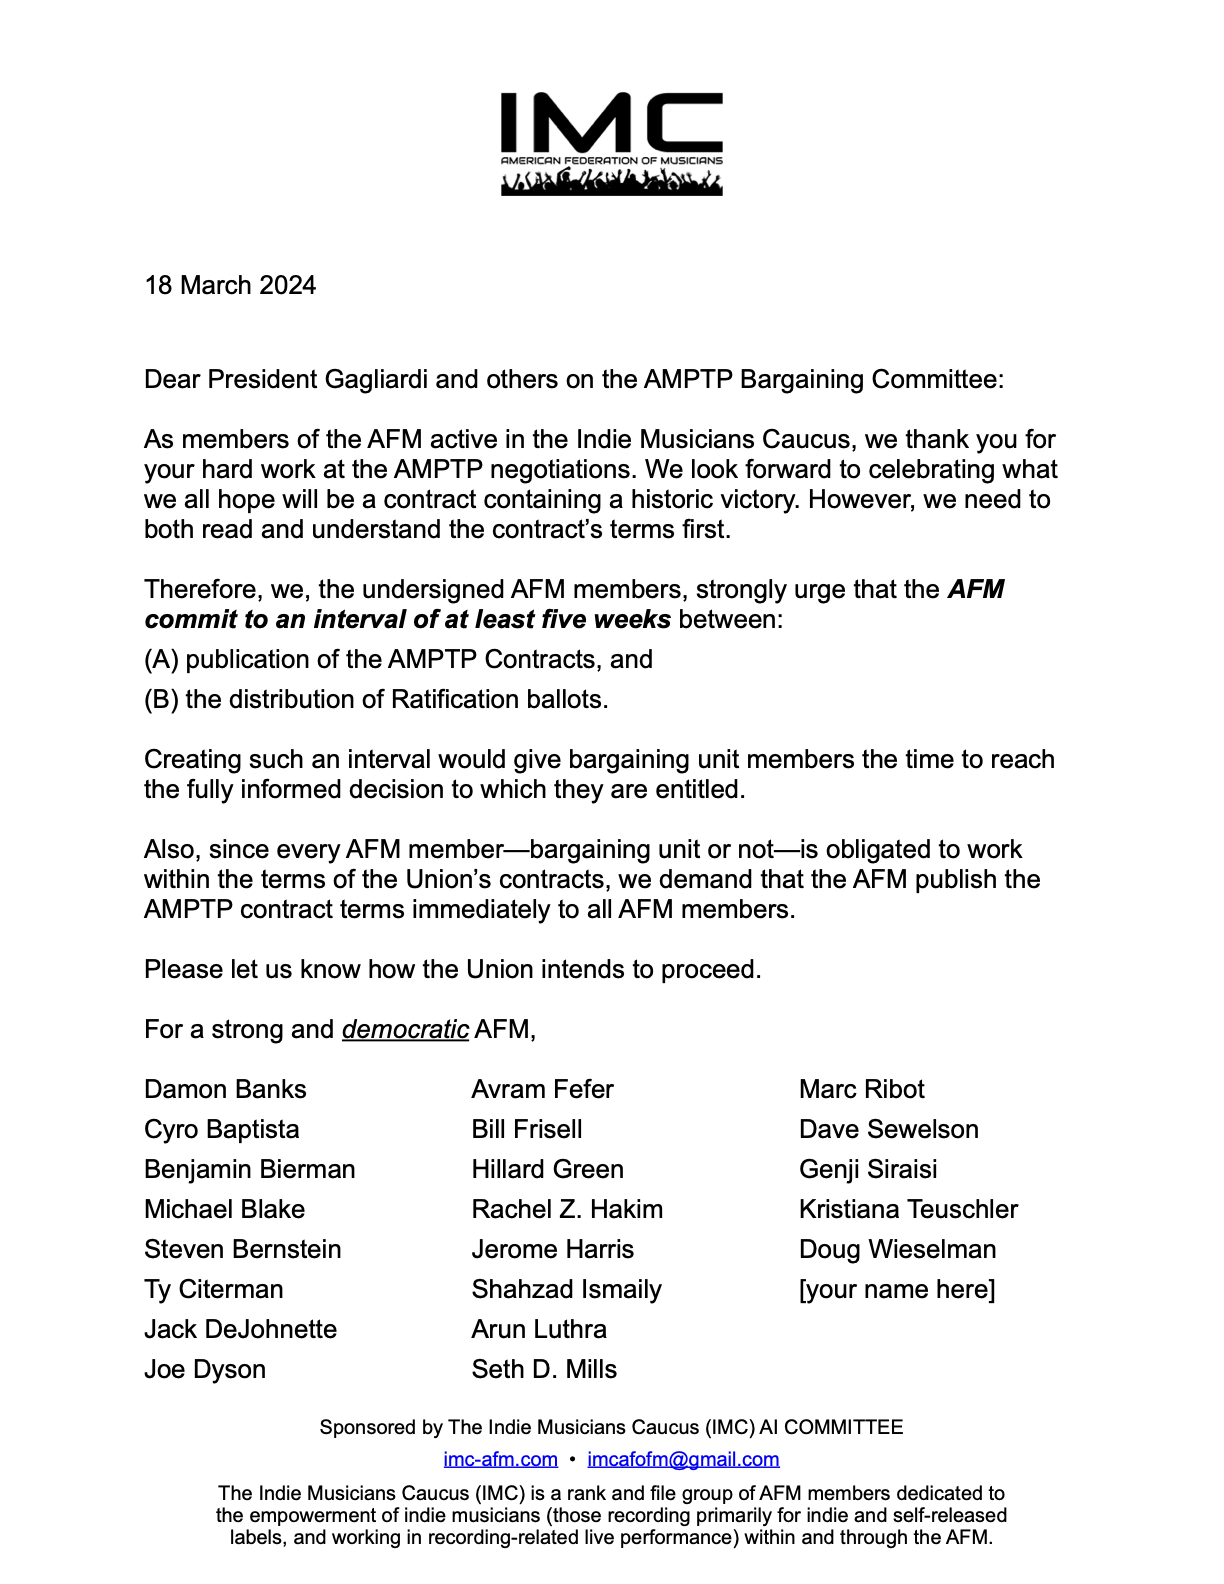 IMC
AMERICAN FEDERATION OF MUSICIANS
18 March 2024
Dear President Gagliardi and others on the AMPTP Bargaining Committee:
As members of the AFM active in the Indie Musicians Caucus, we thank you for
your hard work at the AMPTP negotiations. We look forward to celebrating what
we all hope will be a contract containing a historic victory. However, we need to
both read and understand the contract’s terms first.
Therefore, we, the undersigned AFM members, strongly urge that the AFM
commit to an interval of at least five weeks between:
(A) publication of the AMPTP Contracts, and
(B) the distribution of Ratification ballots.
Creating such an interval would give bargaining unit members the time to reach
the fully informed decision to which they are entitled.
Also, since every AFM member—bargaining unit or not—is obligated to work
within the terms of the Union’s contracts, we demand that the AFM publish the
AMPTP contract terms immediately to all AFM members.
Please let us know how the Union intends to proceed.
For a strong and democratic AFM,
Damon Banks
Cyro Baptista
Benjamin Bierman
Michael Blake
Steven Bernstein
Ty Citerman
Jack DeJohnette
Joe Dyson
Avram Fefer
Bill Frisell
Hillard Green
Rachel Z. Hakim
Jerome Harris
Shahzad Ismaily
Arun Luthra
Seth D. Mills
Marc Ribot
Dave Sewelson
Genji Siraisi
Kristiana Teuschler
Doug Wieselman
[your name here]
Sponsored by The Indie Musicians Caucus (IMC) AI COMMITTEE
imc-afm.com • imcafofm@gmail.com
The Indie Musicians Caucus (IMC) is a rank and file group of AFM members dedicated to
the empowerment of indie musicians (those recording primarily for indie and self-released
labels, and working in recording-related live performance) within and through the AFM.